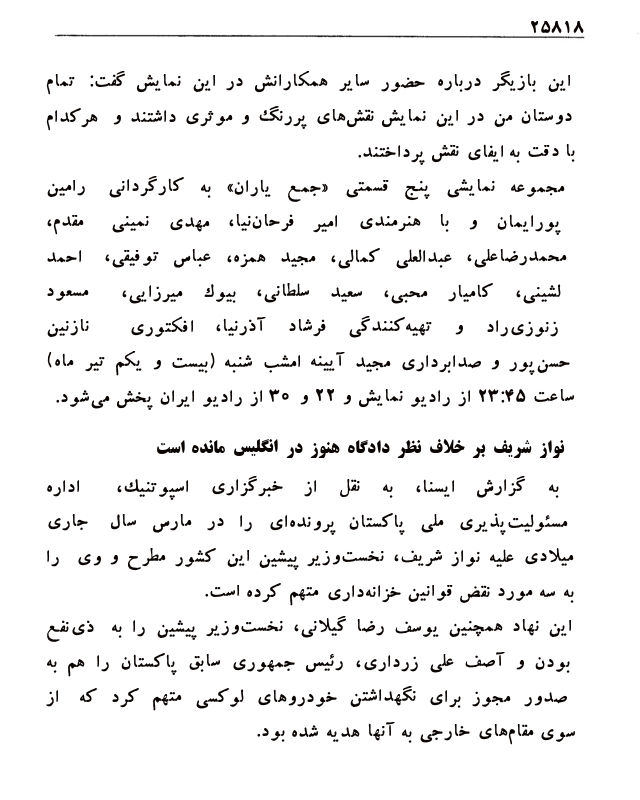 ۲۵۸۱۸
این بازیگر درباره حضور سایر همکارانش در این نمایش گفت: تمام
دوستان من در این نمایش نقش‌های پررنگ و موثری داشتند و هرکدام
با دقت به ایفای نقش پرداختند.
مجموعه نمایشی پنج قسمتی «جمع یاران» به کارگردانی رامین
پورایمان و با هنرمندی امیر فرحان‌نیا، مهدی نمینی مقدم،
محمدرضاعلی، عبدالعلی کمالی، مجید همزه، عباس توفیقی، احمد
لشینی، کامیار محبی، سعید سلطانی، بیوك میرزایی، مسعود
زنوزی‌راد و تهیه‌کنندگی فرشاد آذرنیا، افکتوری نازنین
حسن‌پور و صدابرداری مجید آیینه امشب شنبه (بیست و یکم تیر ماه)
ساعت ۲۳:۴۵ از رادیو نمایش و ۲۲ و ۳۰ از رادیو ایران پخش می‌شود.
نواز شریف بر خلاف نظر دادگاه هنوز در انگلیس مانده است
به گزارش ایسنا، به نقل از خبرگزاری اسپوتنیك، اداره
مسئولیت‌پذیری ملی پاکستان پرونده‌ای را در مارس سال جاری
میلادی علیه نواز شریف، نخست‌وزیر پیشین این کشور مطرح و وی را
به سه مورد نقض قوانین خزانه‌داری متهم کرده است.
این نهاد همچنین یوسف رضا گیلانی، نخست‌وزیر پیشین را به ذی‌نفع
بودن و آصف علی زرداری، رئیس جمهوری سابق پاکستان را هم به
صدور مجوز برای نگهداشتن خودروهای لوکسی متهم کرد که از
سوی مقام‌های خارجی به آنها هدیه شده بود.